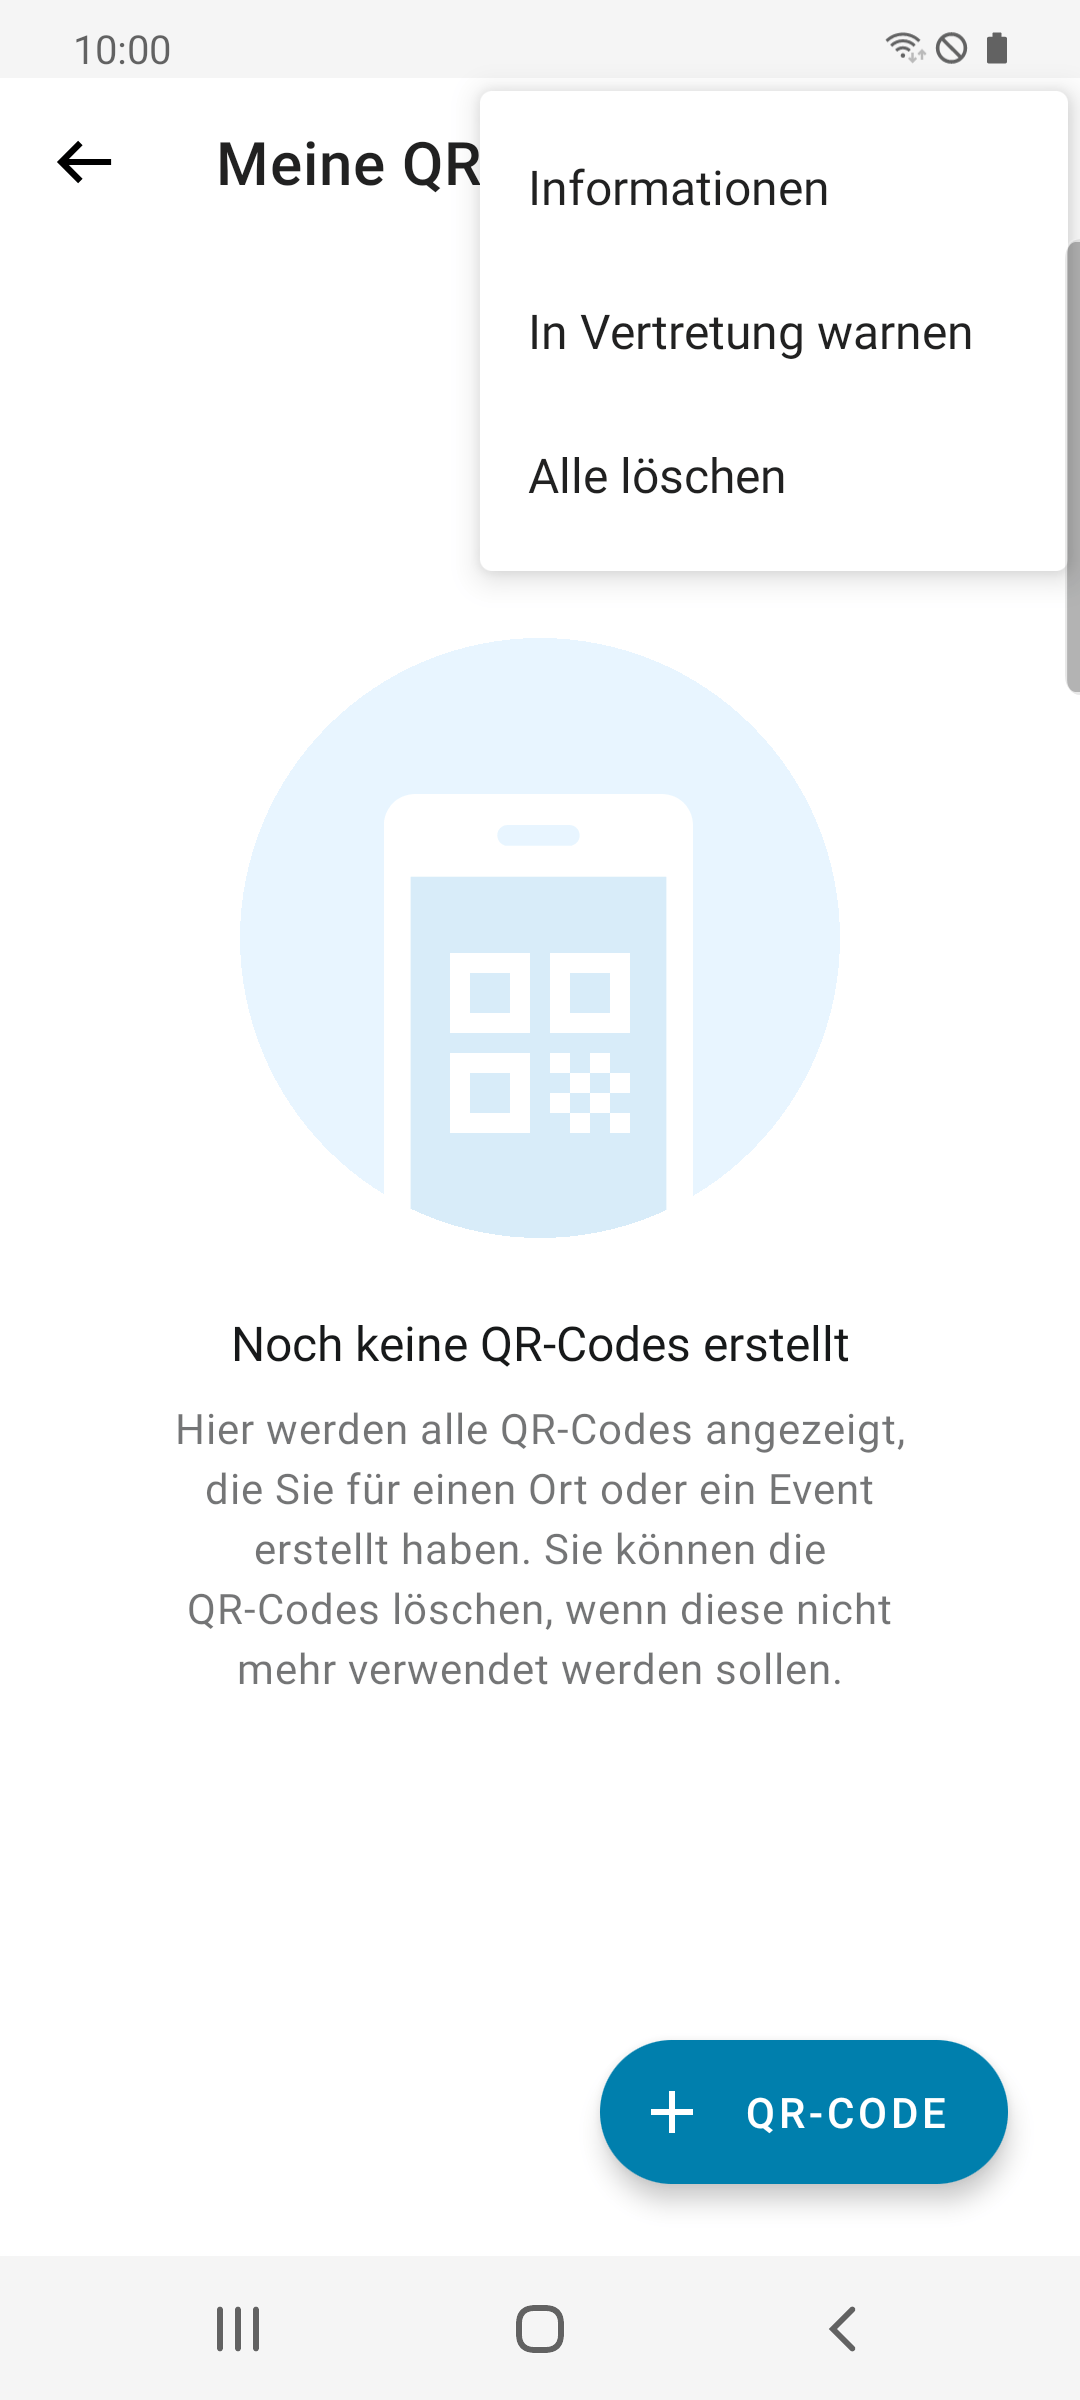 10:00
Meine QR
Informationen
In Vertretung warnen
Alle löschen
Noch keine QR-Codes erstellt
Hier werden alle QR-Codes angezeigt,
die Sie für einen Ort oder ein Event
erstellt haben. Sie können die
QR-Codes löschen, wenn diese nicht
mehr verwendet werden sollen.
QR-CODE